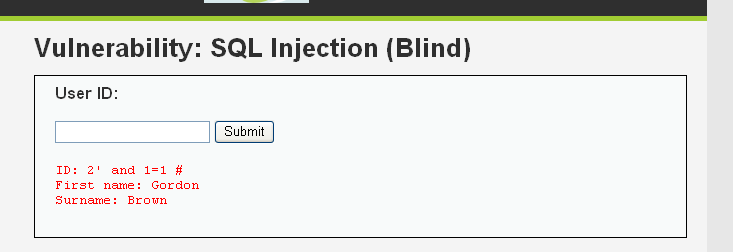 Vulnerability: SQL Injection (Blind)
User ID:
Submit
ID: 2' and 1=1 #
First name: Gordon
Surname: Brown